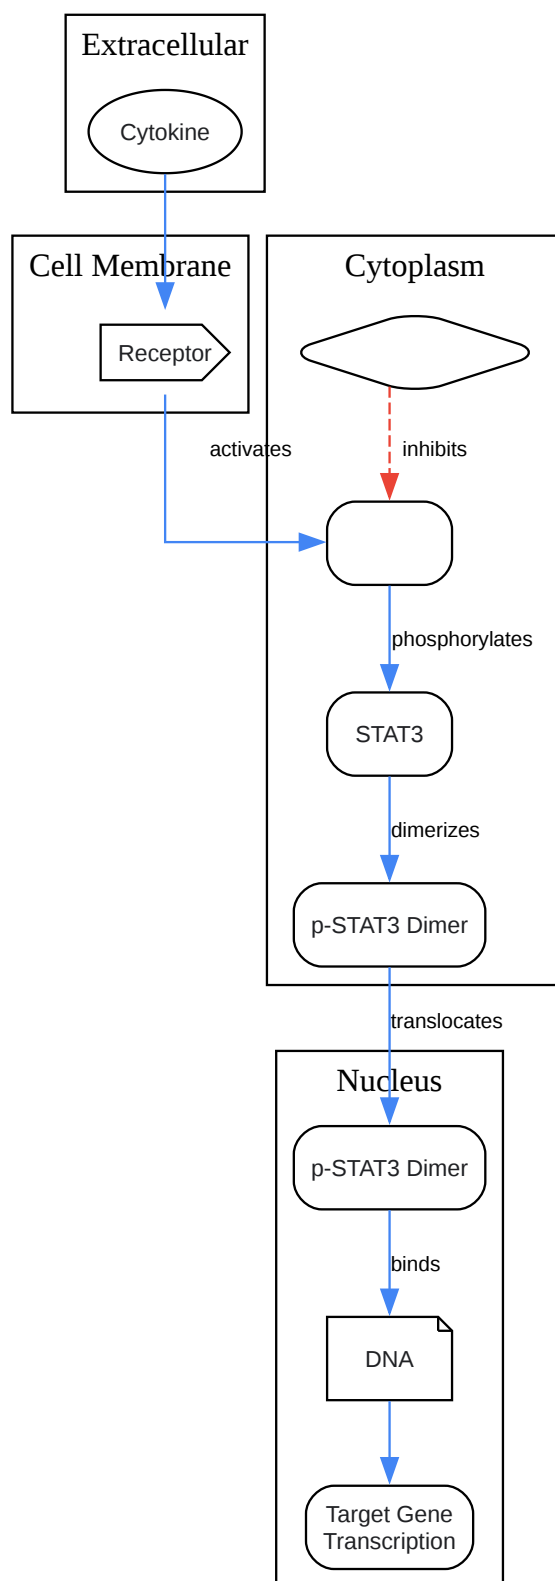 Extracellular
Cytokine
Cell Membrane
Receptor
Cytoplasm
activates
inhibits
phosphorylates
STAT3
dimerizes
p-STAT3 Dimer
translocates
Nucleus
p-STAT3 Dimer
binds
DNA
Target Gene
Transcription